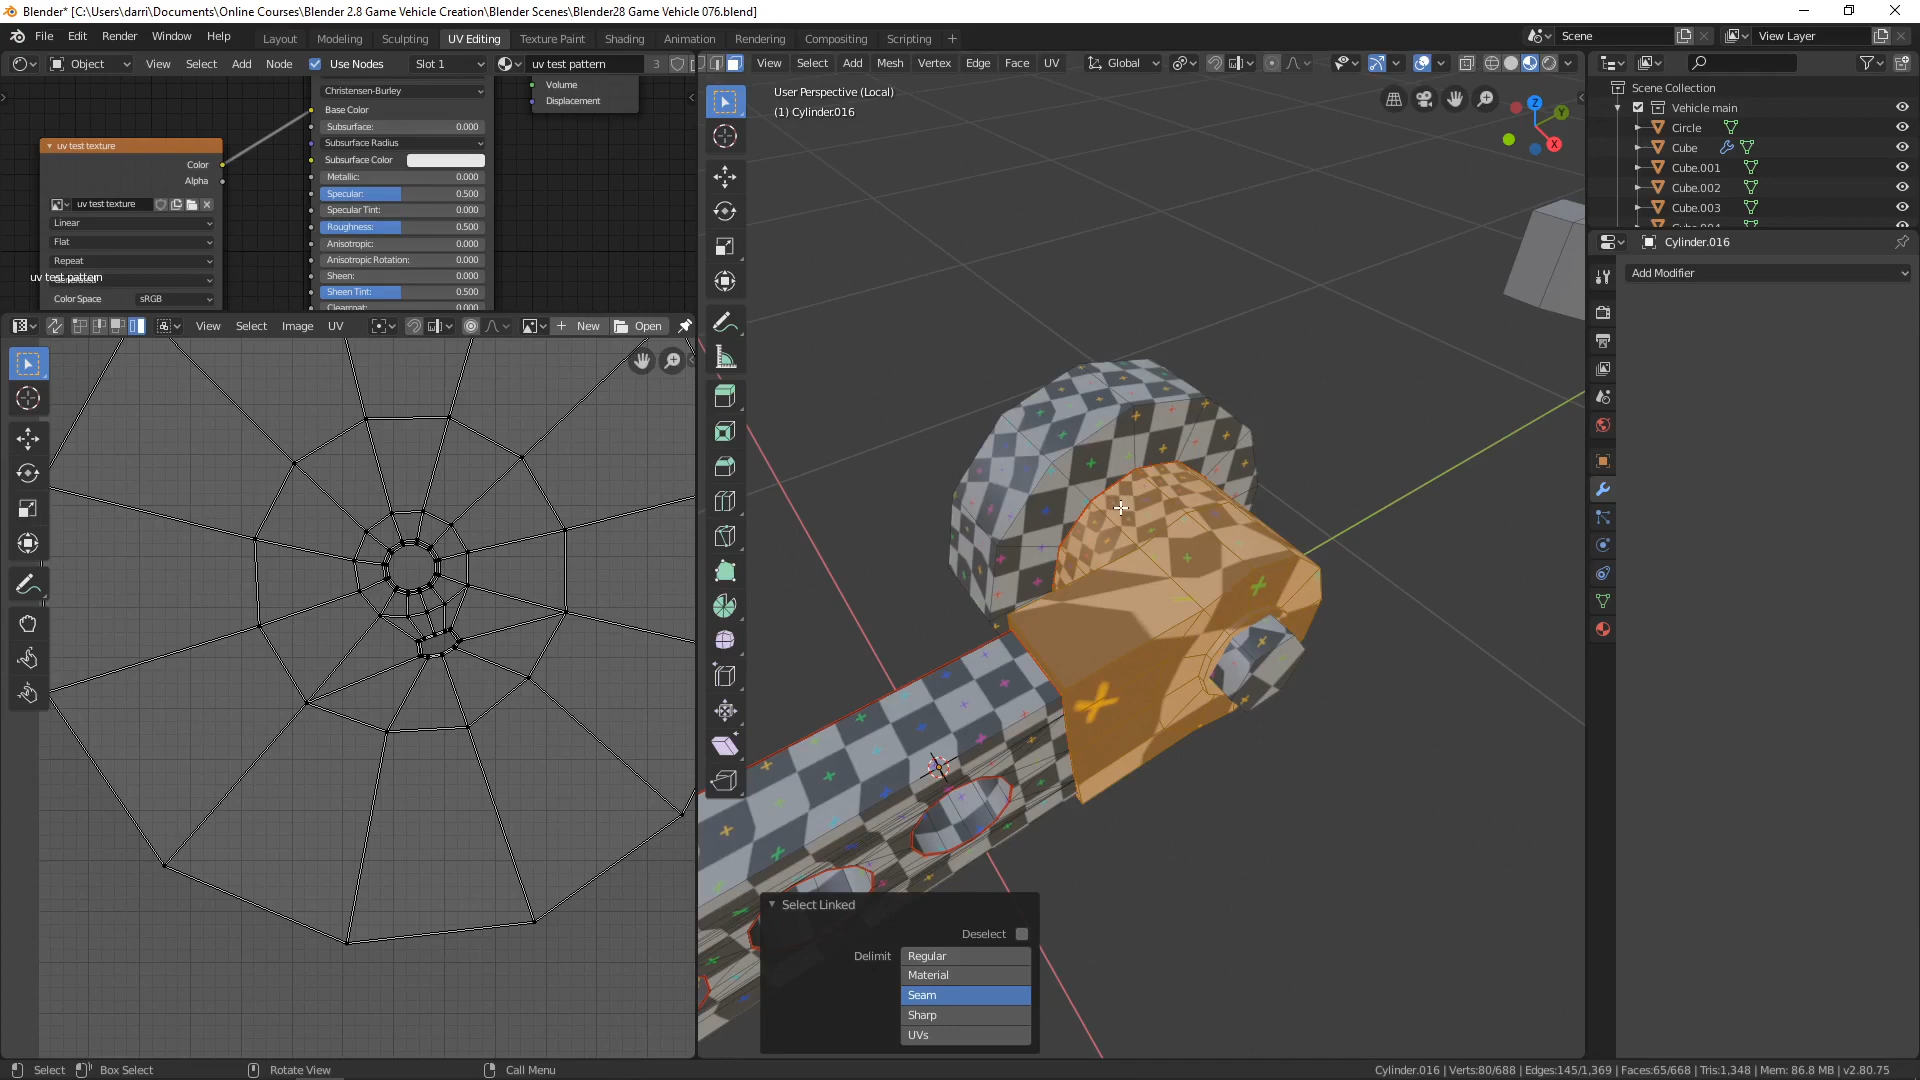 Blender* [C:\Users\darri\Documents\Online Courses\Blender 2.8 Game Vehicle Creation\Blender Scenes\Blender28 Game Vehicle 076.blend]
File Edit Render Window Help
Layout Modeling Sculpting UV Editing Texture Paint Shading Animation Rendering Compositing Scripting +
Scene
View Layer
Object View Select Add Node Use Nodes Slot 1 uv test pattern 3
View Select Add Mesh Vertex Edge Face UV Global
Christensen-Burley
Base Color
Subsurface: 0.000
Subsurface Radius
Subsurface Color
Metallic: 0.000
Specular: 0.500
Specular Tint: 0.000
Roughness: 0.500
Anisotropic: 0.000
Anisotropic Rotation: 0.000
Sheen: 0.000
Sheen Tint: 0.500
Clearcoat: 0.000
Volume
Displacement
uv test texture
Color
Alpha
uv test texture
Linear
Flat
Repeat
uv test pattern
Color Space sRGB
View Select Image UV New Open
User Perspective (Local)
(1) Cylinder.016
Z
Y
X
Select Linked
Deselect
Delimit Regular
Material
Seam
Sharp
UVs
Scene Collection
Vehicle main
Circle
Cube
Cube.001
Cube.002
Cube.003
Cube.004
Cylinder.016
Add Modifier
Select Box Select Rotate View Call Menu
Cylinder.016 | Verts:80/688 | Edges:145/1,369 | Faces:65/668 | Tris:1,348 | Mem: 86.8 MB | v2.80.75